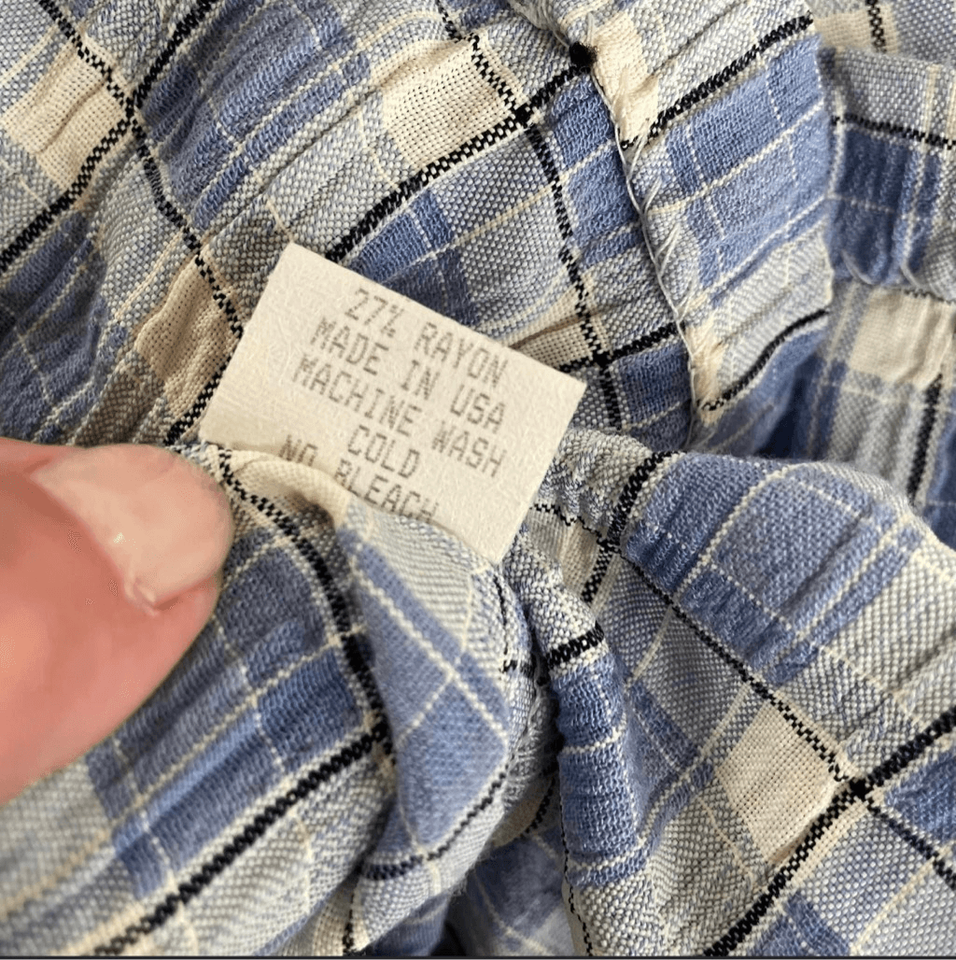 27% RAYON
MADE IN USA
MACHINE WASH
COLD
NO BLEACH